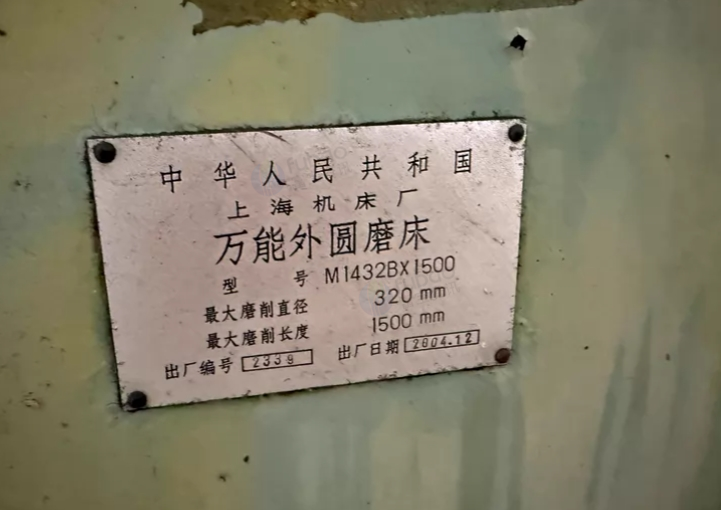 中华人民共和国
上海机床厂
万能外圆磨床
型号 M1432BX1500
最大磨削直径 320 mm
最大磨削长度 1500 mm
出厂编号 2339 出厂日期 2004.12